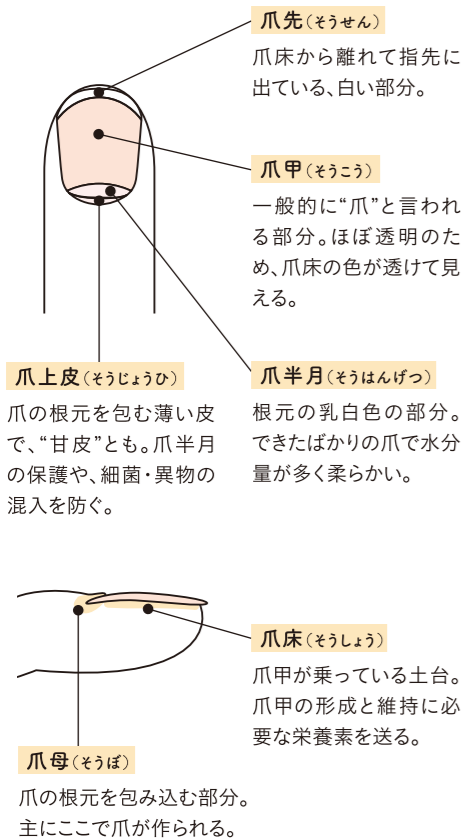 爪先（そうせん）
爪床から離れて指先に
出ている、白い部分。
爪甲（そうこう）
一般的に“爪”と言われ
る部分。ほぼ透明のた
め、爪床の色が透けて見
える。
爪上皮（そうじょうひ）
爪の根元を包む薄い皮
で、“甘皮”とも。爪半月
の保護や、細菌・異物の
混入を防ぐ。
爪半月（そうはんげつ）
根元の乳白色の部分。
できたばかりの爪で水分
量が多く柔らかい。
爪床（そうしょう）
爪甲が乗っている土台。
爪甲の形成と維持に必
要な栄養素を送る。
爪母（そうぼ）
爪の根元を包み込む部分。
主にここで爪が作られる。